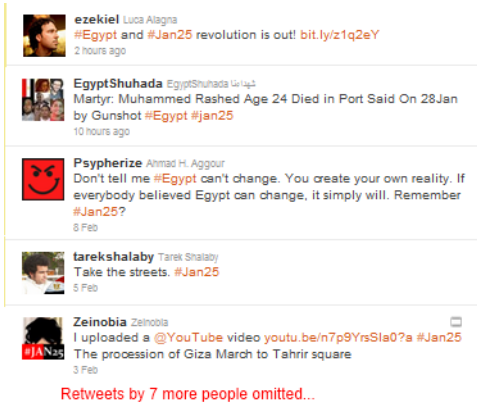 ezekiel Luca Alagna
#Egypt and #Jan25 revolution is out! bit.ly/z1q2eY
2 hours ago
EgyptShuhada EgyptShuhada شهداءنا
Martyr: Muhammed Rashed Age 24 Died in Port Said On 28Jan
by Gunshot #Egypt #jan25
10 hours ago
Psypherize Ahmad H. Aggour
Don't tell me #Egypt can't change. You create your own reality. If
everybody believed Egypt can change, it simply will. Remember
#Jan25?
8 Feb
tarekshalaby Tarek Shalaby
Take the streets. #Jan25
5 Feb
Zeinobia Zeinobia
I uploaded a @YouTube video youtu.be/n7p9YrsSla0?a #Jan25
#JAN25
The procession of Giza March to Tahrir square
3 Feb
Retweets by 7 more people omitted...